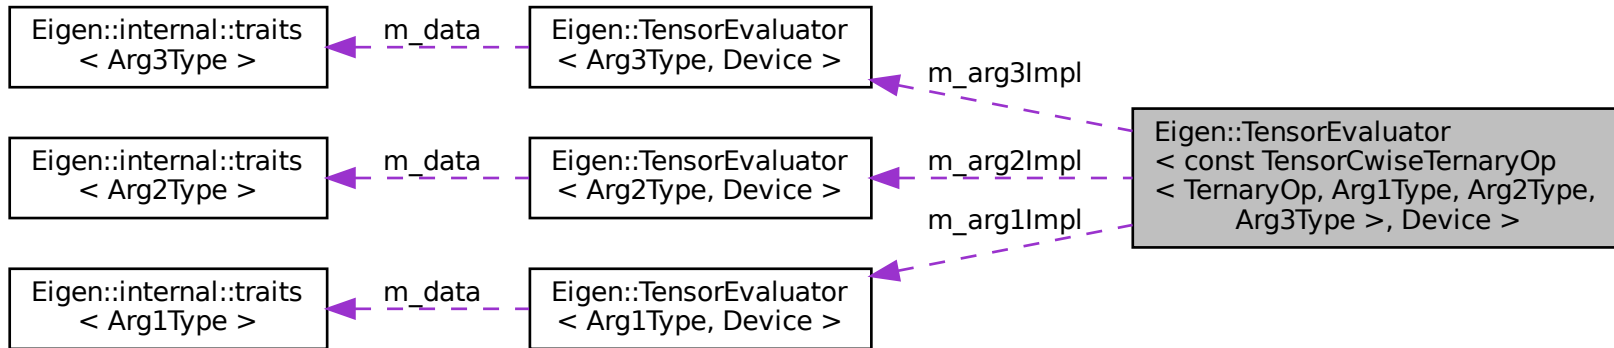 Eigen::internal::traits
< Arg3Type >
m_data
Eigen::TensorEvaluator
< Arg3Type, Device >
m_arg3Impl
Eigen::internal::traits
< Arg2Type >
m_data
Eigen::TensorEvaluator
< Arg2Type, Device >
m_arg2Impl
Eigen::TensorEvaluator
< const TensorCwiseTernaryOp
< TernaryOp, Arg1Type, Arg2Type,
Arg3Type >, Device >
m_arg1Impl
Eigen::internal::traits
< Arg1Type >
m_data
Eigen::TensorEvaluator
< Arg1Type, Device >